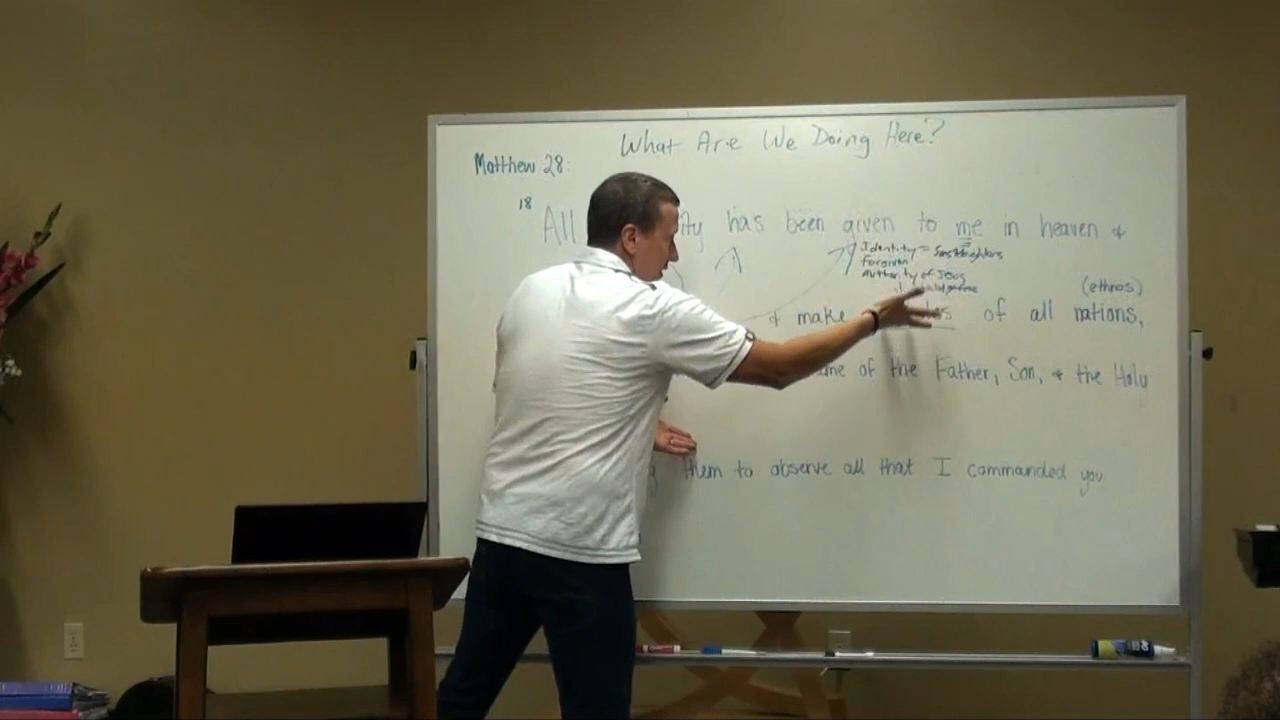 What Are We Doing Here?
Matthew 28:
18 All ity has been given to me in heaven &
Identity = Sons & daughters
Forgiven
Authority of Jesus
(ethnos)
& make of all nations,
of the Father, Son, & the Holy
them to observe all that I commanded you